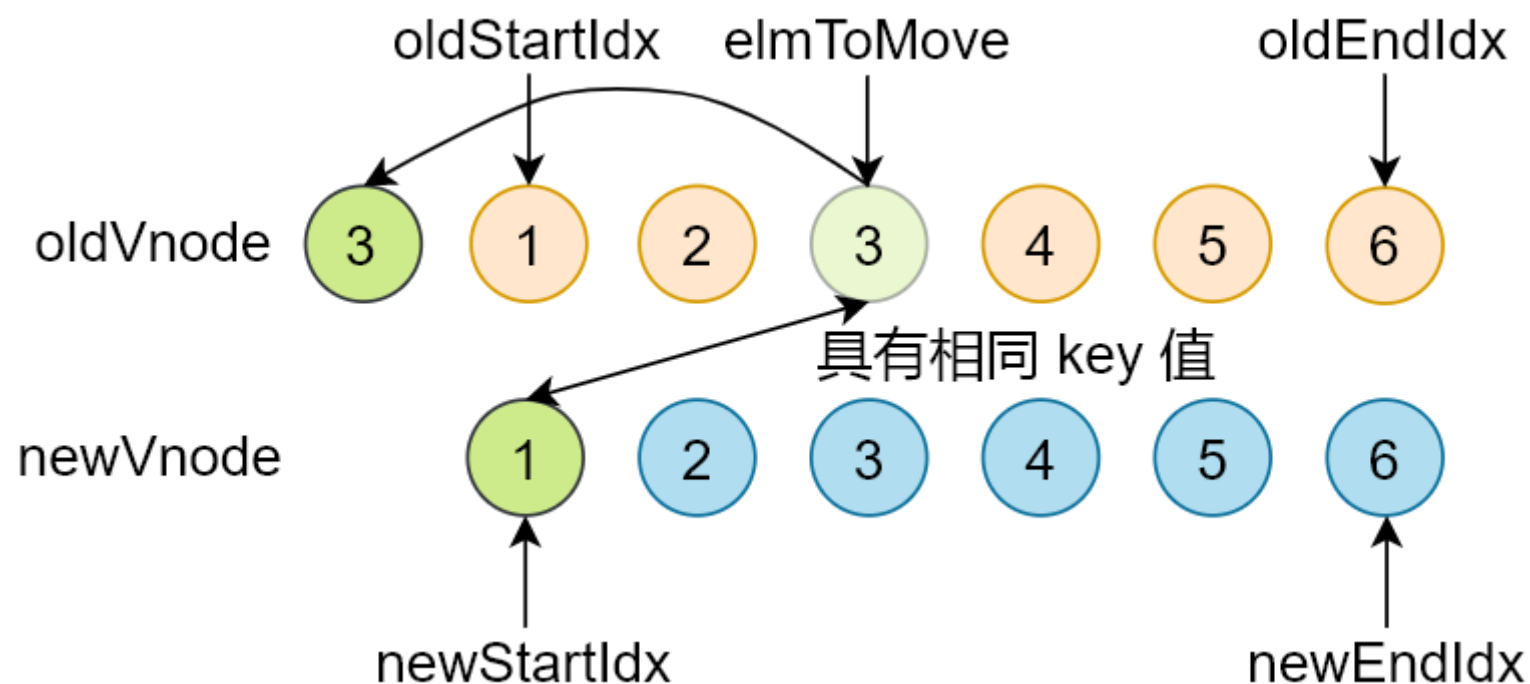 oldStartIdx elmToMove oldEndIdx
oldVnode 3 1 2 3 4 5 6
具有相同 key 值
newVnode 1 2 3 4 5 6
newStartIdx newEndIdx